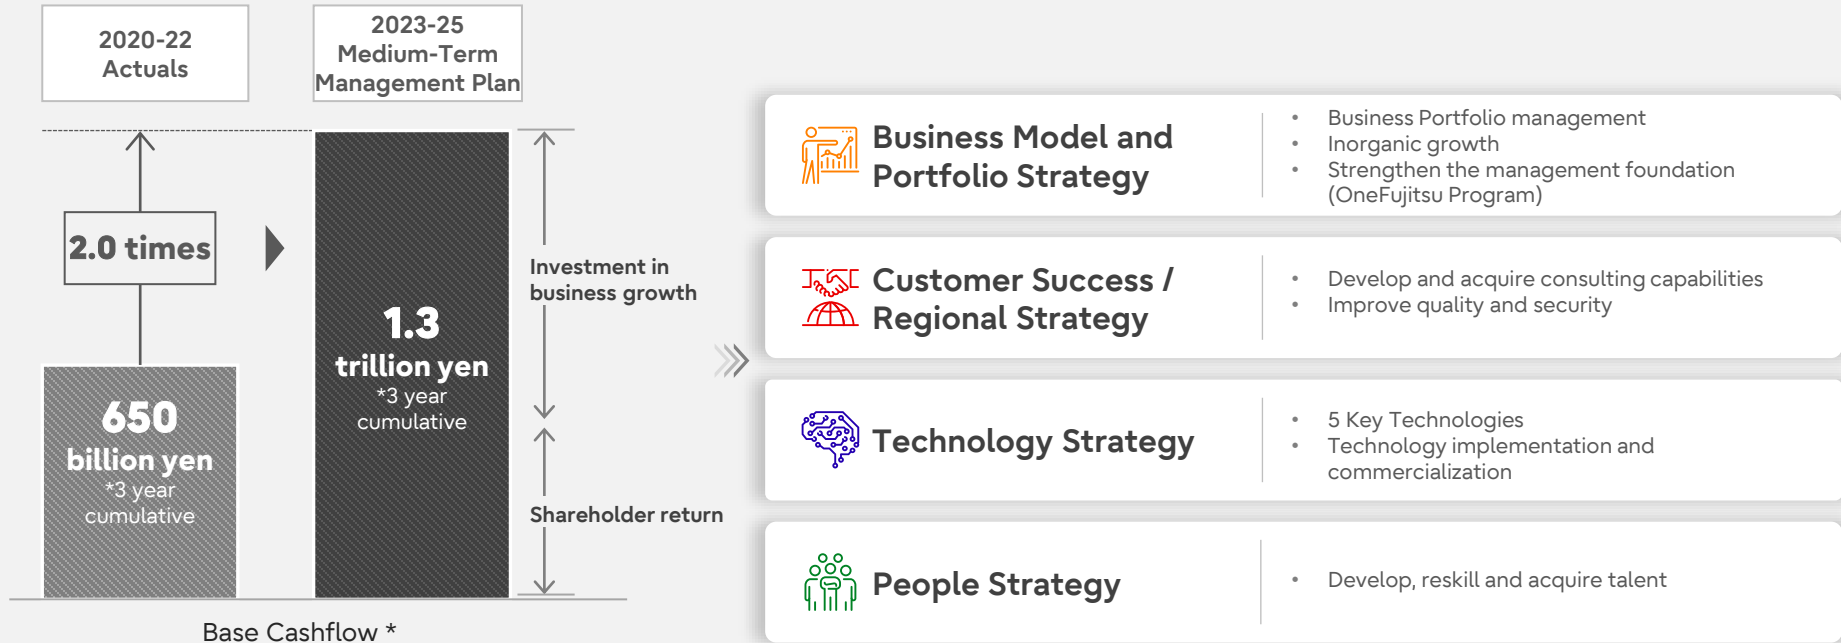 2020-22
Actuals
2023-25
Medium-Term
Management Plan
2.0 times
650
billion yen
*3 year
cumulative
1.3
trillion yen
*3 year
cumulative
Investment in
business growth
Shareholder return
Base Cashflow *
Business Model and
Portfolio Strategy
• Business Portfolio management
• Inorganic growth
• Strengthen the management foundation
(OneFujitsu Program)
Customer Success /
Regional Strategy
• Develop and acquire consulting capabilities
• Improve quality and security
Technology Strategy
• 5 Key Technologies
• Technology implementation and
commercialization
People Strategy
• Develop, reskill and acquire talent